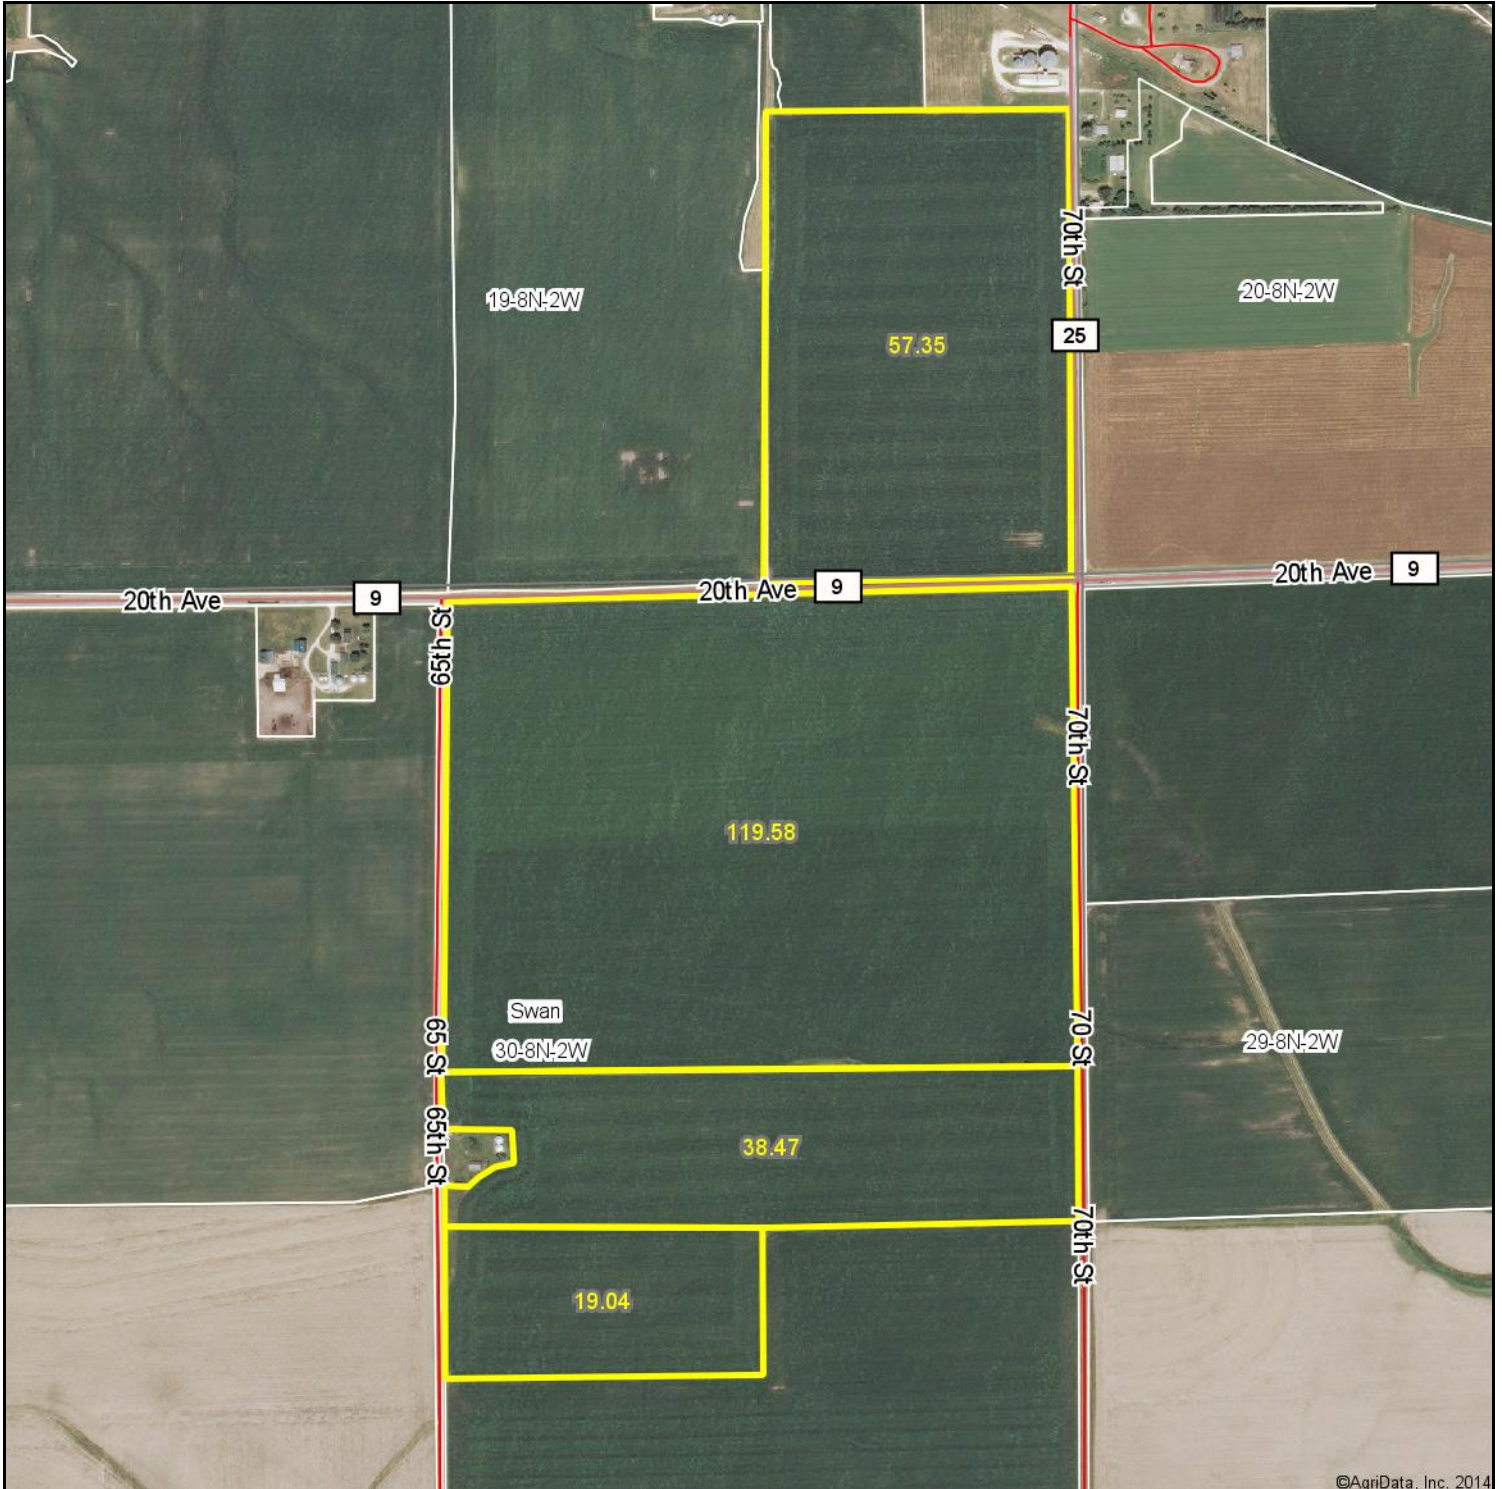 70th St
19-8N-2W
20-8N-2W
25
57.35
20th Ave
9
20th Ave
9
20th Ave
9
65th St
70th St
119.58
Swan
65 St
70 St
30-8N-2W
29-8N-2W
65th St
38.47
70th St
19.04
©AgriData, Inc. 2014